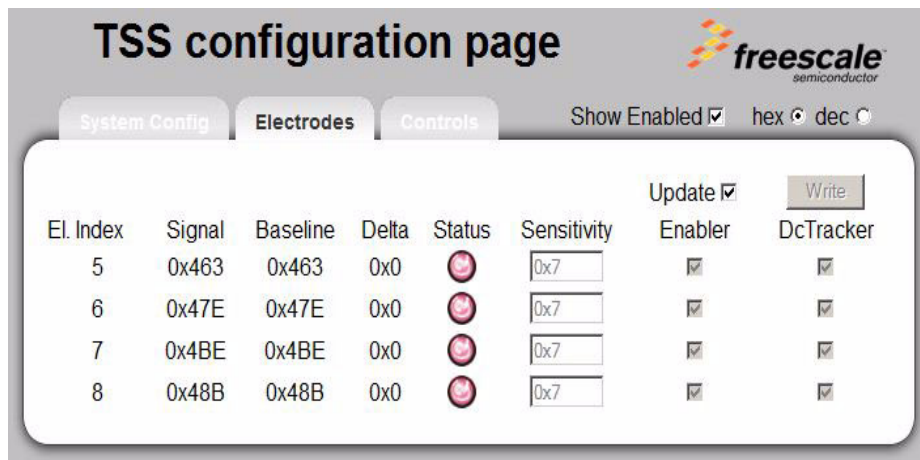 TSS configuration page
freescale
semiconductor
System Config Electrodes Controls Show Enabled hex dec
Update Write
El. Index Signal Baseline Delta Status Sensitivity Enabler DcTracker
5 0x463 0x463 0x0 0x7
6 0x47E 0x47E 0x0 0x7
7 0x4BE 0x4BE 0x0 0x7
8 0x48B 0x48B 0x0 0x7